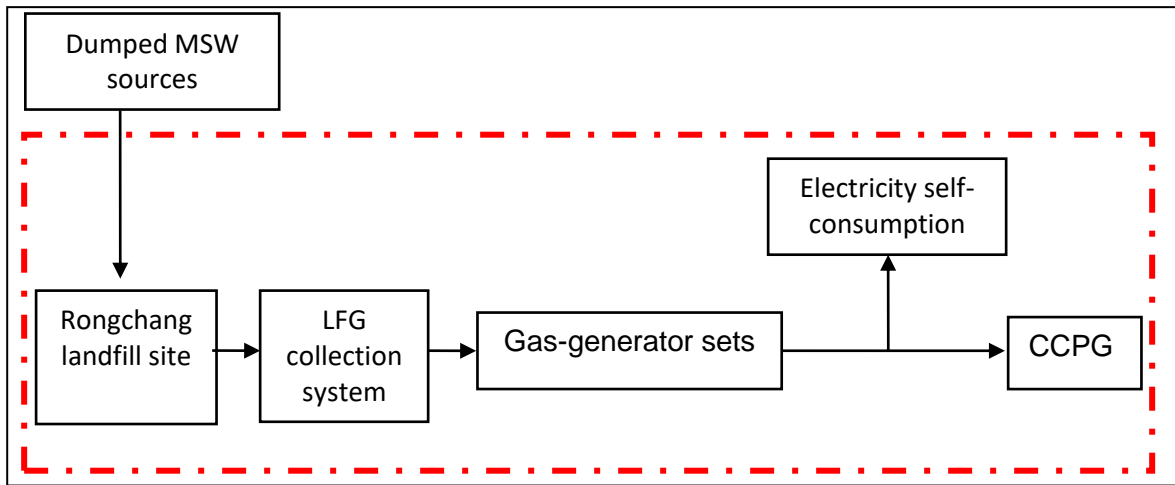 Dumped MSW
sources
Electricity self-
consumption
Rongchang
landfill site
LFG
collection
system
Gas-generator sets
CCPG